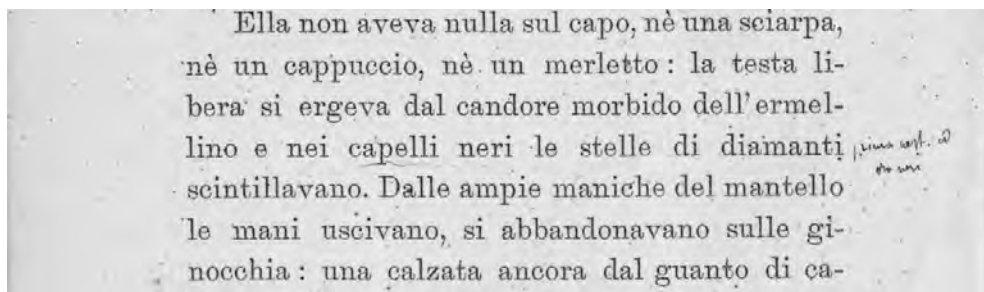 Ella non aveva nulla sul capo, nè una sciarpa,
nè un cappuccio, nè un merletto : la testa li-
bera si ergeva dal candore morbido dell'ermel-
lino e nei capelli neri le stelle di diamanti
scintillavano. Dalle ampie maniche del mantello
le mani uscivano, si abbandonavano sulle gi-
nocchia : una calzata ancora dal guanto di ca-